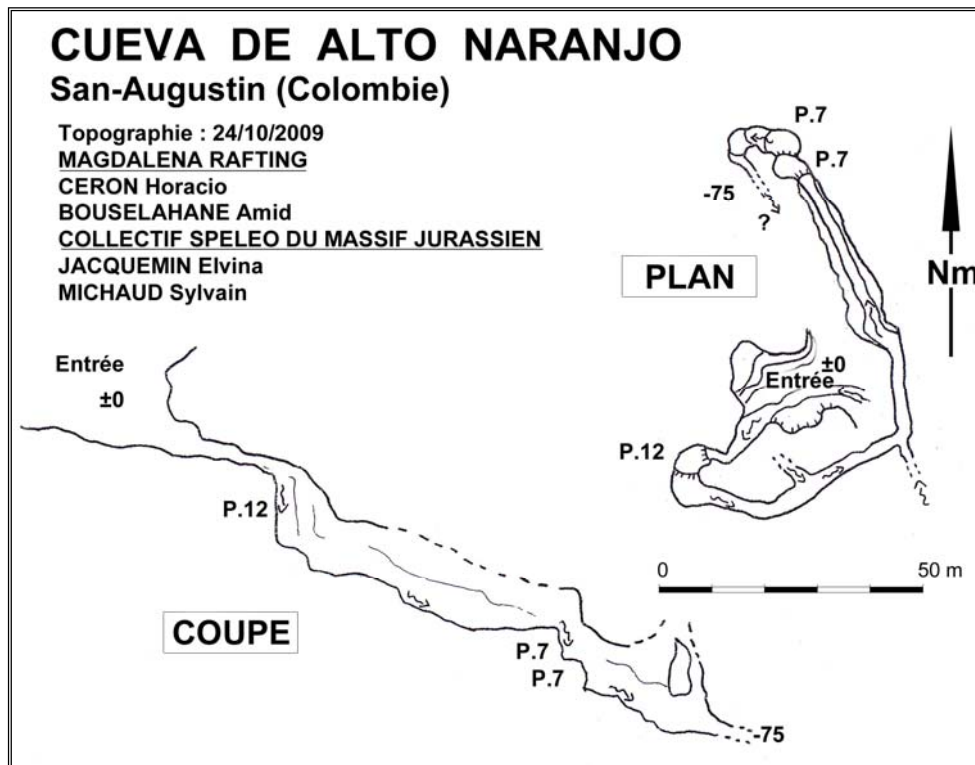 CUEVA DE ALTO NARANJO
San-Augustin (Colombie)
Topographie : 24/10/2009
MAGDALENA RAFTING
CERON Horacio
BOUSELAHANE Amid
COLLECTIF SPELEO DU MASSIF JURASSIEN
JACQUEMIN Elvina
MICHAUD Sylvain
P.7
P.7
-75
?
PLAN
Nm
Entrée
±0
±0
Entrée
P.12
P.12
0 50 m
COUPE
P.7
P.7
-75